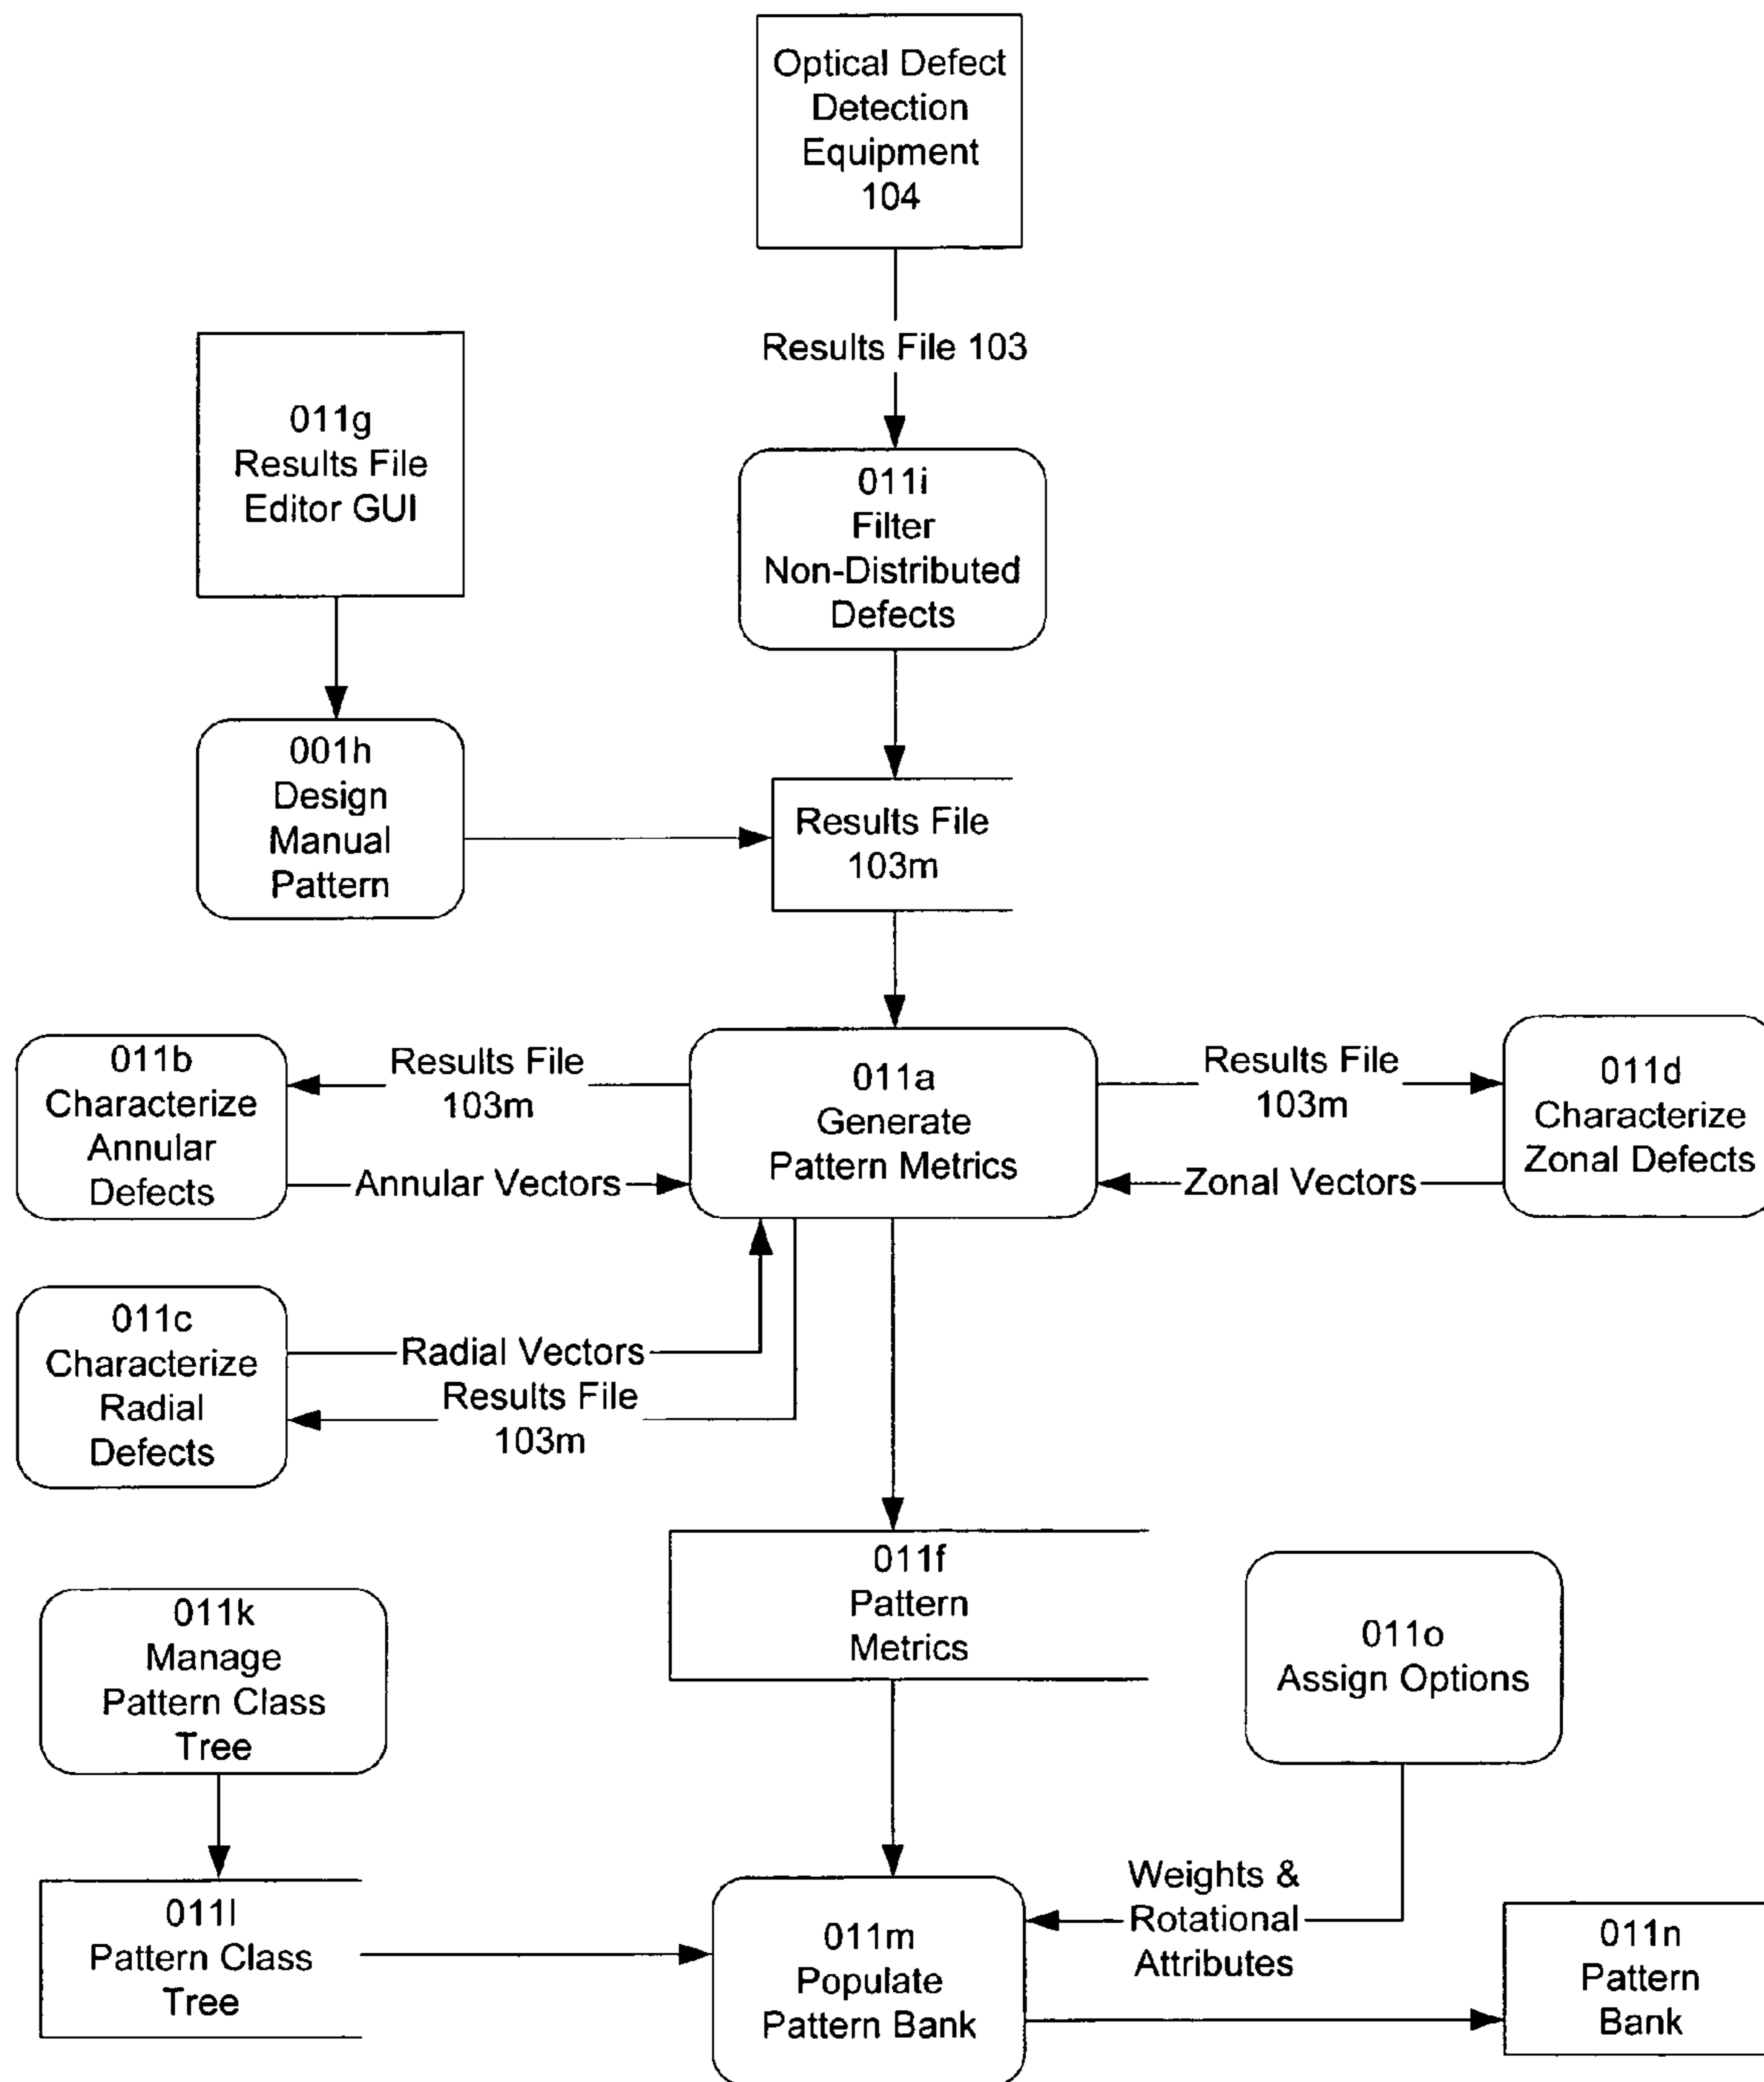 Optical Defect
Detection
Equipment
104
Results File 103
011g
Results File
Editor GUI
011i
Filter
Non-Distributed
Defects
001h
Design
Manual
Pattern
Results File
103m
011b
Characterize
Annular
Defects
Results File
103m
Annular Vectors
011a
Generate
Pattern Metrics
Results File
103m
Zonal Vectors
011d
Characterize
Zonal Defects
011c
Characterize
Radial
Defects
Radial Vectors
Results File
103m
011f
Pattern
Metrics
011k
Manage
Pattern Class
Tree
011o
Assign Options
011l
Pattern Class
Tree
011m
Populate
Pattern Bank
Weights &
Rotational
Attributes
011n
Pattern
Bank